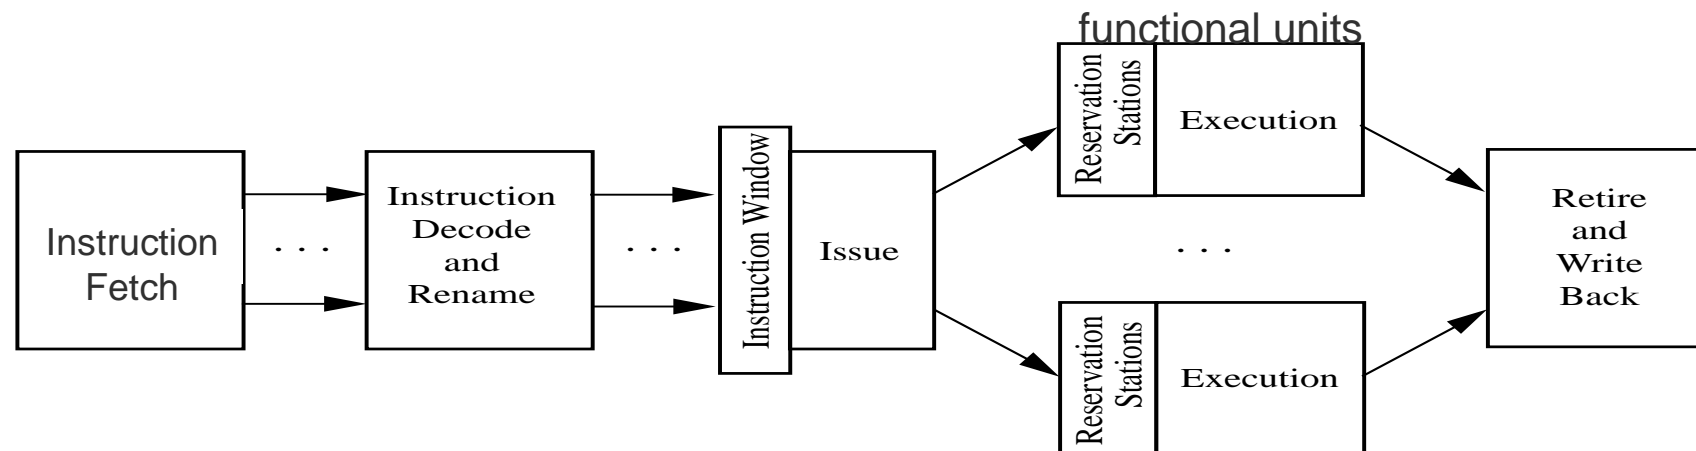 functional units
Instruction
Fetch
Instruction
Decode
and
Rename
Instruction Window
Issue
Reservation
Stations
Execution
Reservation
Stations
Execution
Retire
and
Write
Back
. . .
. . .
. . .